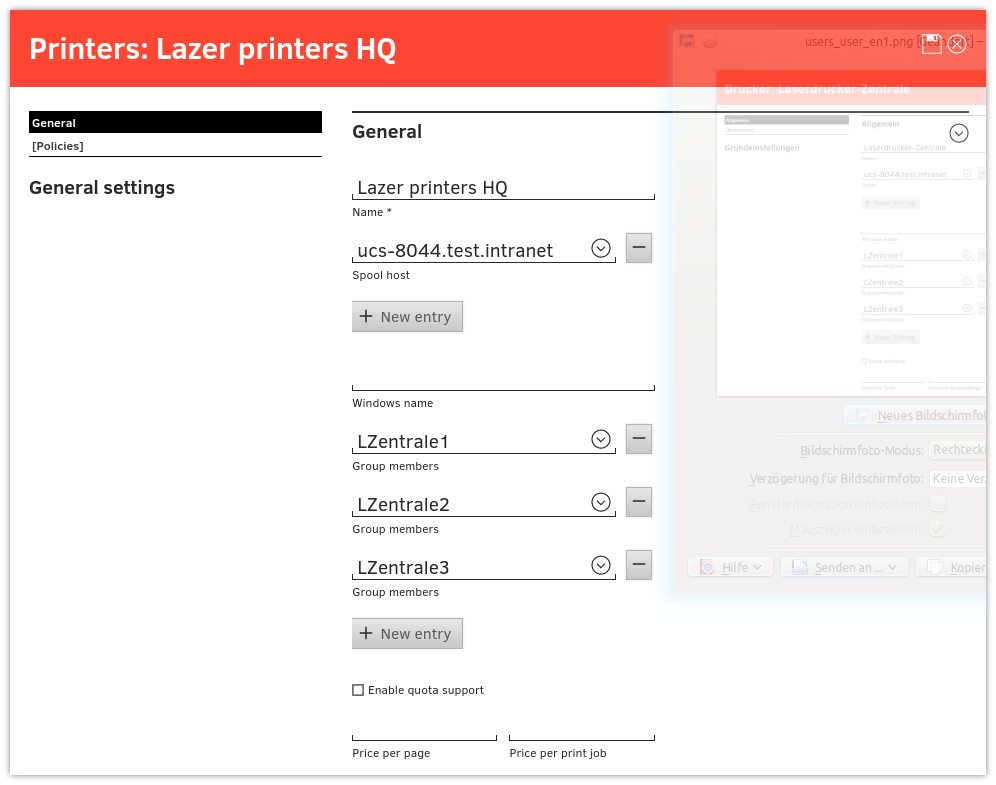 Printers: Lazer printers HQ
General
[Policies]
General settings
General
Lazer printers HQ
Name *
ucs-8044.test.intranet
Spool host
New entry
Windows name
LZentrale1
Group members
LZentrale2
Group members
LZentrale3
Group members
New entry
Enable quota support
Price per page
Price per print job
users_user_en1.png
Drucker: Laserdrucker-Zentrale
Allgemein
[Richtlinien]
Grundeinstellungen
Allgemein
Laserdrucker-Zentrale
Name *
ucs-8044.test.intranet
Server
Neuer Eintrag
Windows-Name
LZentrale1
Gruppenmitglieder
LZentrale2
Gruppenmitglieder
LZentrale3
Gruppenmitglieder
Neuer Eintrag
Quota aktivieren
Preis pro Seite
Preis pro Druckauftrag
Neues Bildschirmfot
Bildschirmfoto-Modus: Rechtecki
Verzögerung für Bildschirmfoto: Keine Verz
Fensterdekoration einbeziehen:
Mauszeiger einbeziehen:
Hilfe
Senden an ...
Kopier